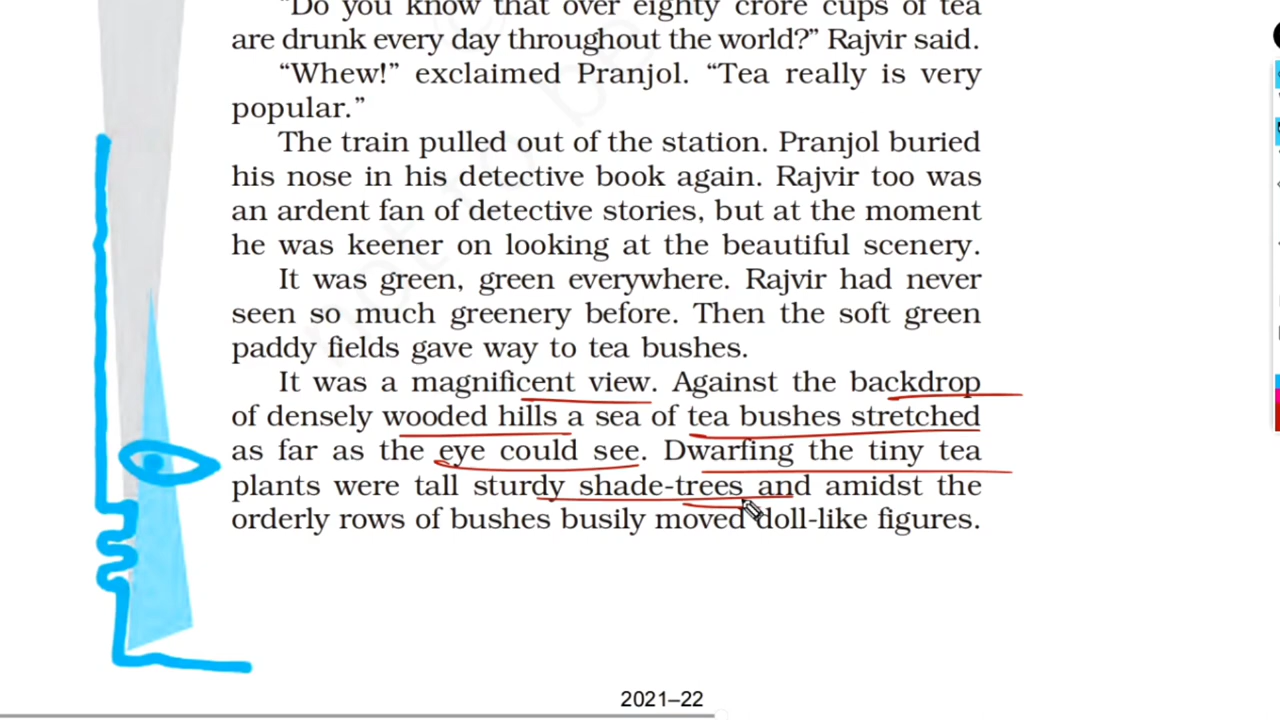 "Do you know that over eighty crore cups of tea
are drunk every day throughout the world?" Rajvir said.
"Whew!" exclaimed Pranjol. "Tea really is very
popular."
The train pulled out of the station. Pranjol buried
his nose in his detective book again. Rajvir too was
an ardent fan of detective stories, but at the moment
he was keener on looking at the beautiful scenery.
It was green, green everywhere. Rajvir had never
seen so much greenery before. Then the soft green
paddy fields gave way to tea bushes.
It was a magnificent view. Against the backdrop
of densely wooded hills a sea of tea bushes stretched
as far as the eye could see. Dwarfing the tiny tea
plants were tall sturdy shade-trees and amidst the
orderly rows of bushes busily moved doll-like figures.
2021–22